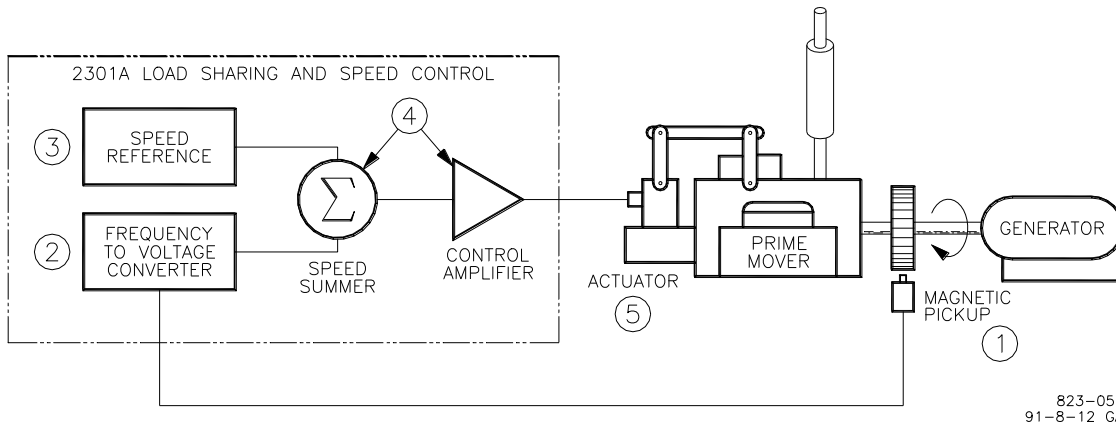 2301A LOAD SHARING AND SPEED CONTROL
3
SPEED
REFERENCE
4
2
FREQUENCY
TO VOLTAGE
CONVERTER
Σ
SPEED
SUMMER
CONTROL
AMPLIFIER
ACTUATOR
5
PRIME
MOVER
GENERATOR
MAGNETIC
PICKUP
1
823-05
91-8-12